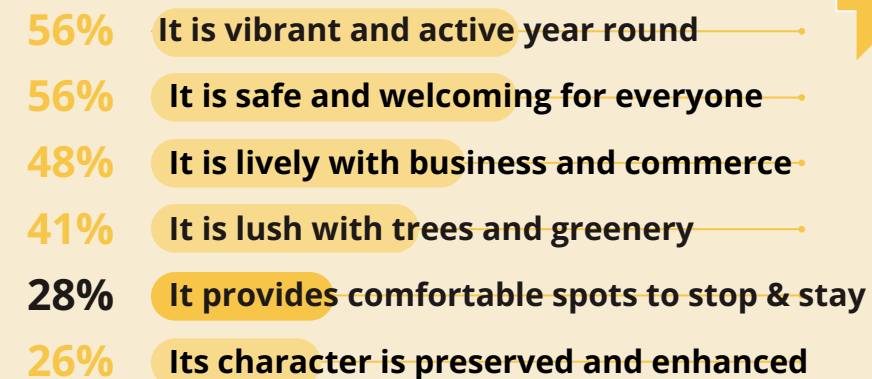 56% It is vibrant and active year round
56% It is safe and welcoming for everyone
48% It is lively with business and commerce
41% It is lush with trees and greenery
28% It provides comfortable spots to stop & stay
26% Its character is preserved and enhanced